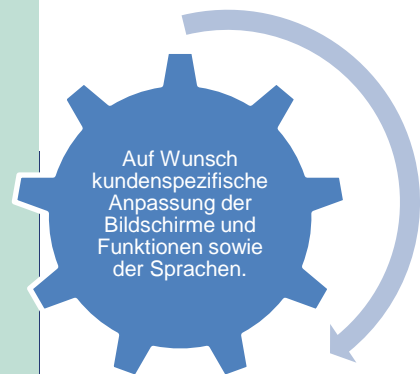 Auf Wunsch
kundenspezifische
Anpassung der
Bildschirme und
Funktionen sowie
der Sprachen.